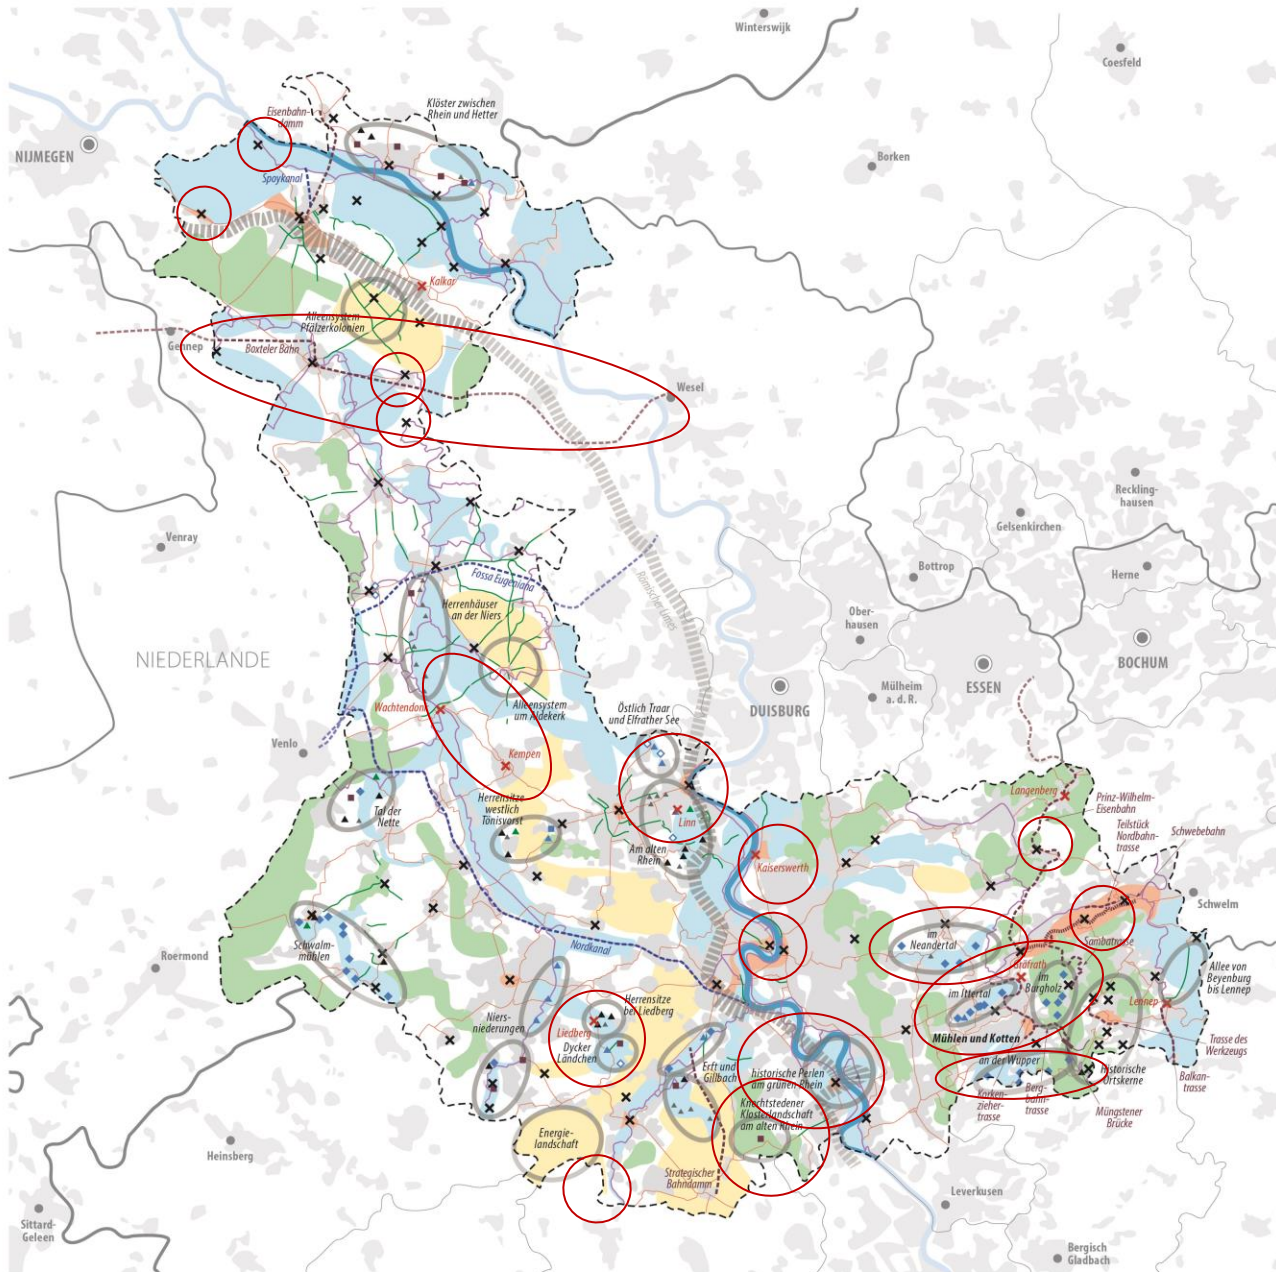 Winterswijk
Coesfeld
Eisenbahn-
damm
Klöster zwischen
Rhein und Hetter
NIJMEGEN
Borken
Spoykanal
Kalkar
Alleensystem
Pfälzerkolonien
Gennep
Boxteler Bahn
Wesel
Reckling-
hausen
Gelsenkirchen
Venray
Bottrop
Herne
Fossa Eugeniana
Römischer Limes
Herrenhäuser
an der Niers
Ober-
hausen
NIEDERLANDE
BOCHUM
ESSEN
Mülheim
a. d. R.
DUISBURG
Wachtendonk
Alleensystem
um Aldekerk
Östlich Traar
und Elfrather See
Venlo
Kempen
Langenberg
Prinz-Wilhelm-
Eisenbahn
Tal der
Nette
Herrensitze
westlich
Tönisvorst
Linn
Teilstück
Nordbahn-
trasse
Schwebebahn
Am alten
Rhein
Kaiserswerth
Schwelm
Schwalm-
mühlen
Nordkanal
im
Neandertal
Sambatrasse
Roermond
Gräfrath
im
Bergholz
Allee von
Beyenburg
bis Lennep
im Ittertal
Lennep
Niers-
niederungen
Herrensitze
bei Liedberg
Liedberg
Dycker
Ländchen
Mühlen und Kotten
an der Wupper
Trasse des
Werkzeugs
Erft und
Gillbach
historische Perlen
am grünen Rhein
Historische
Ortskerne
Balkan-
trasse
Korken-
zieher-
trasse
Berg-
bahn-
trasse
Müngstener
Brücke
Knechtstedener
Klosterlandschaft
am alten Rhein
Energie-
landschaft
Heinsberg
Strategischer
Bahndamm
Leverkusen
Sittard-
Geleen
Bergisch
Gladbach